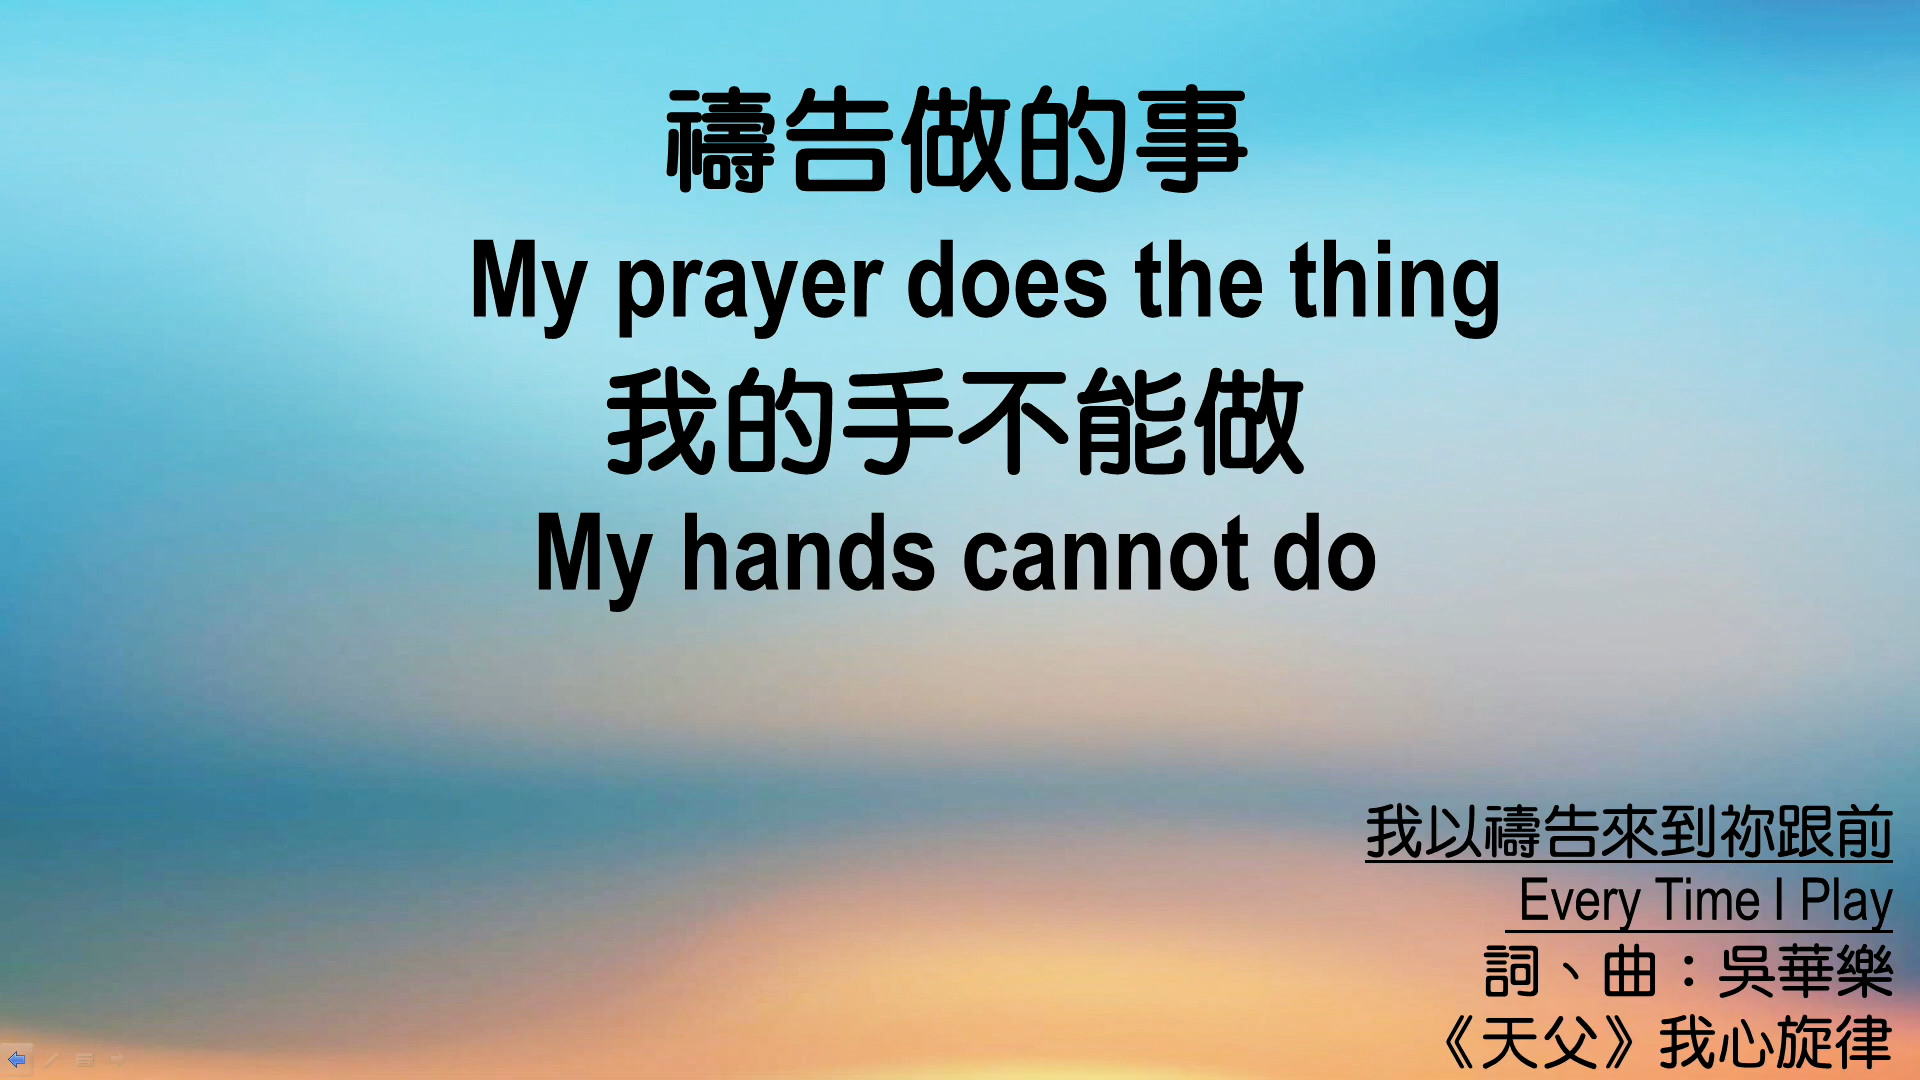 禱告做的事
My prayer does the thing
我的手不能做
My hands cannot do
我以禱告來到祢跟前
Every Time I Play
詞、曲：吳華樂
《天父》我心旋律